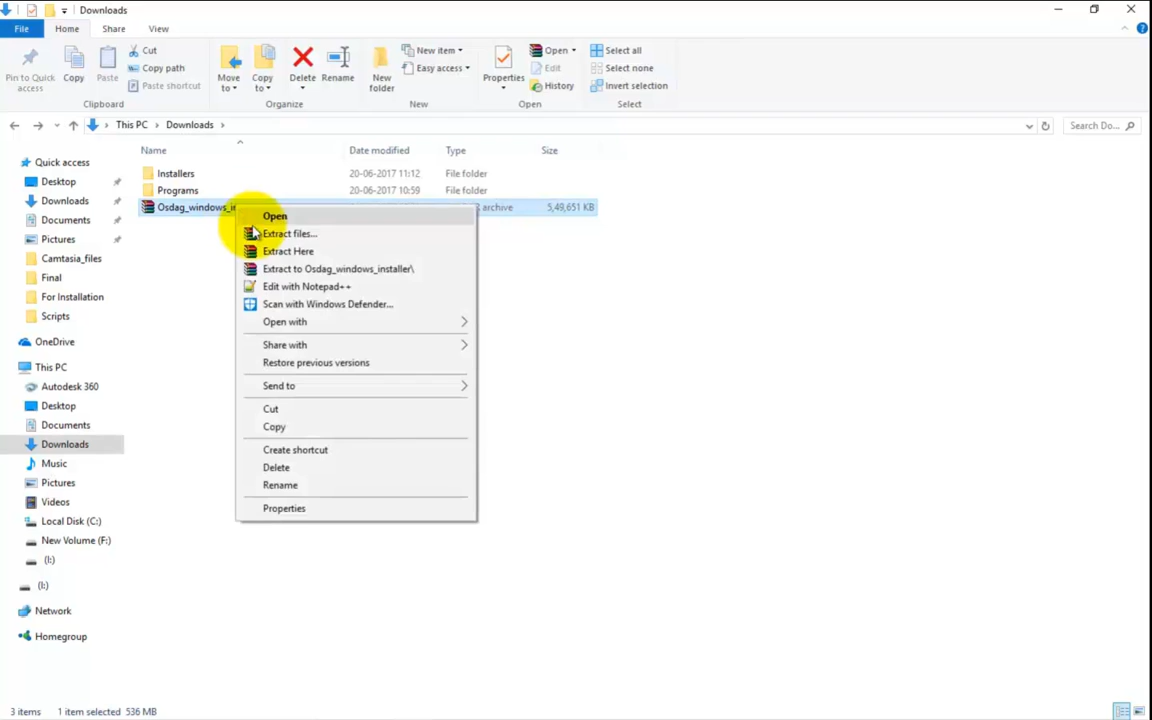 Downloads
File
Home
Share
View
Pin to Quick access
Copy
Paste
Cut
Copy path
Paste shortcut
Clipboard
Move to
Copy to
Delete
Rename
Organize
New folder
New item
Easy access
New
Properties
Open
Edit
History
Open
Select all
Select none
Invert selection
Select
This PC
Downloads
Search Do...
Name
Date modified
Type
Size
Installers
20-06-2017 11:12
File folder
Programs
20-06-2017 10:59
File folder
archive
5,49,651 KB
Quick access
Desktop
Downloads
Documents
Pictures
Camtasia_files
Final
For Installation
Scripts
OneDrive
This PC
Autodesk 360
Desktop
Documents
Downloads
Music
Pictures
Videos
Local Disk (C:)
New Volume (F:)
(I:)
(I:)
Network
Homegroup
Open
Extract files...
Extract Here
Extract to Osdag_windows_installer\
Edit with Notepad++
Scan with Windows Defender...
Open with
Share with
Restore previous versions
Send to
Cut
Copy
Create shortcut
Delete
Rename
Properties
3 items
1 item selected 536 MB